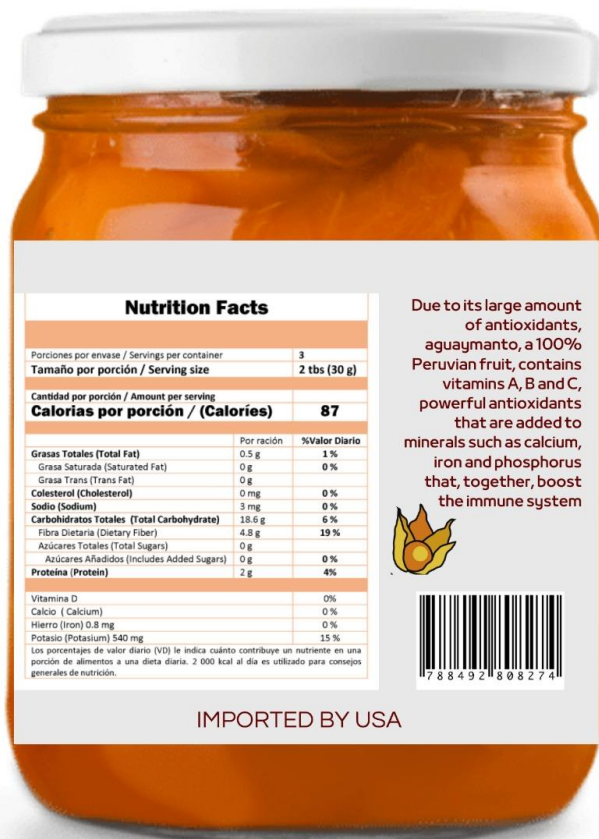 Nutrition Facts
Porciones por envase / Servings per container 3
Tamaño por porción / Serving size 2 tbs (30 g)
Cantidad por porción / Amount per serving
Calorias por porción / (Caloríes) 87
Por ración %Valor Diario
Grasas Totales (Total Fat) 0.5 g 1 %
Grasa Saturada (Saturated Fat) 0 g 0 %
Grasa Trans (Trans Fat) 0 g
Colesterol (Cholesterol) 0 mg 0 %
Sodio (Sodium) 3 mg 0 %
Carbohidratos Totales (Total Carbohydrate) 18.6 g 6 %
Fibra Dietaria (Dietary Fiber) 4.8 g 19 %
Azúcares Totales (Total Sugars) 0 g
Azúcares Añadidos (Includes Added Sugars) 0 g 0 %
Proteína (Protein) 2 g 4%
Vitamina D 0%
Calcio ( Calcium) 0 %
Hierro (Iron) 0.8 mg 0 %
Potasio (Potasium) 540 mg 15 %
Los porcentajes de valor diario (VD) le indica cuánto contribuye un nutriente en una
porción de alimentos a una dieta diaria. 2 000 kcal al día es utilizado para consejos
generales de nutrición.
Due to its large amount
of antioxidants,
aguaymanto, a 100%
Peruvian fruit, contains
vitamins A, B and C,
powerful antioxidants
that are added to
minerals such as calcium,
iron and phosphorus
that, together, boost
the immune system
788492 808274
IMPORTED BY USA